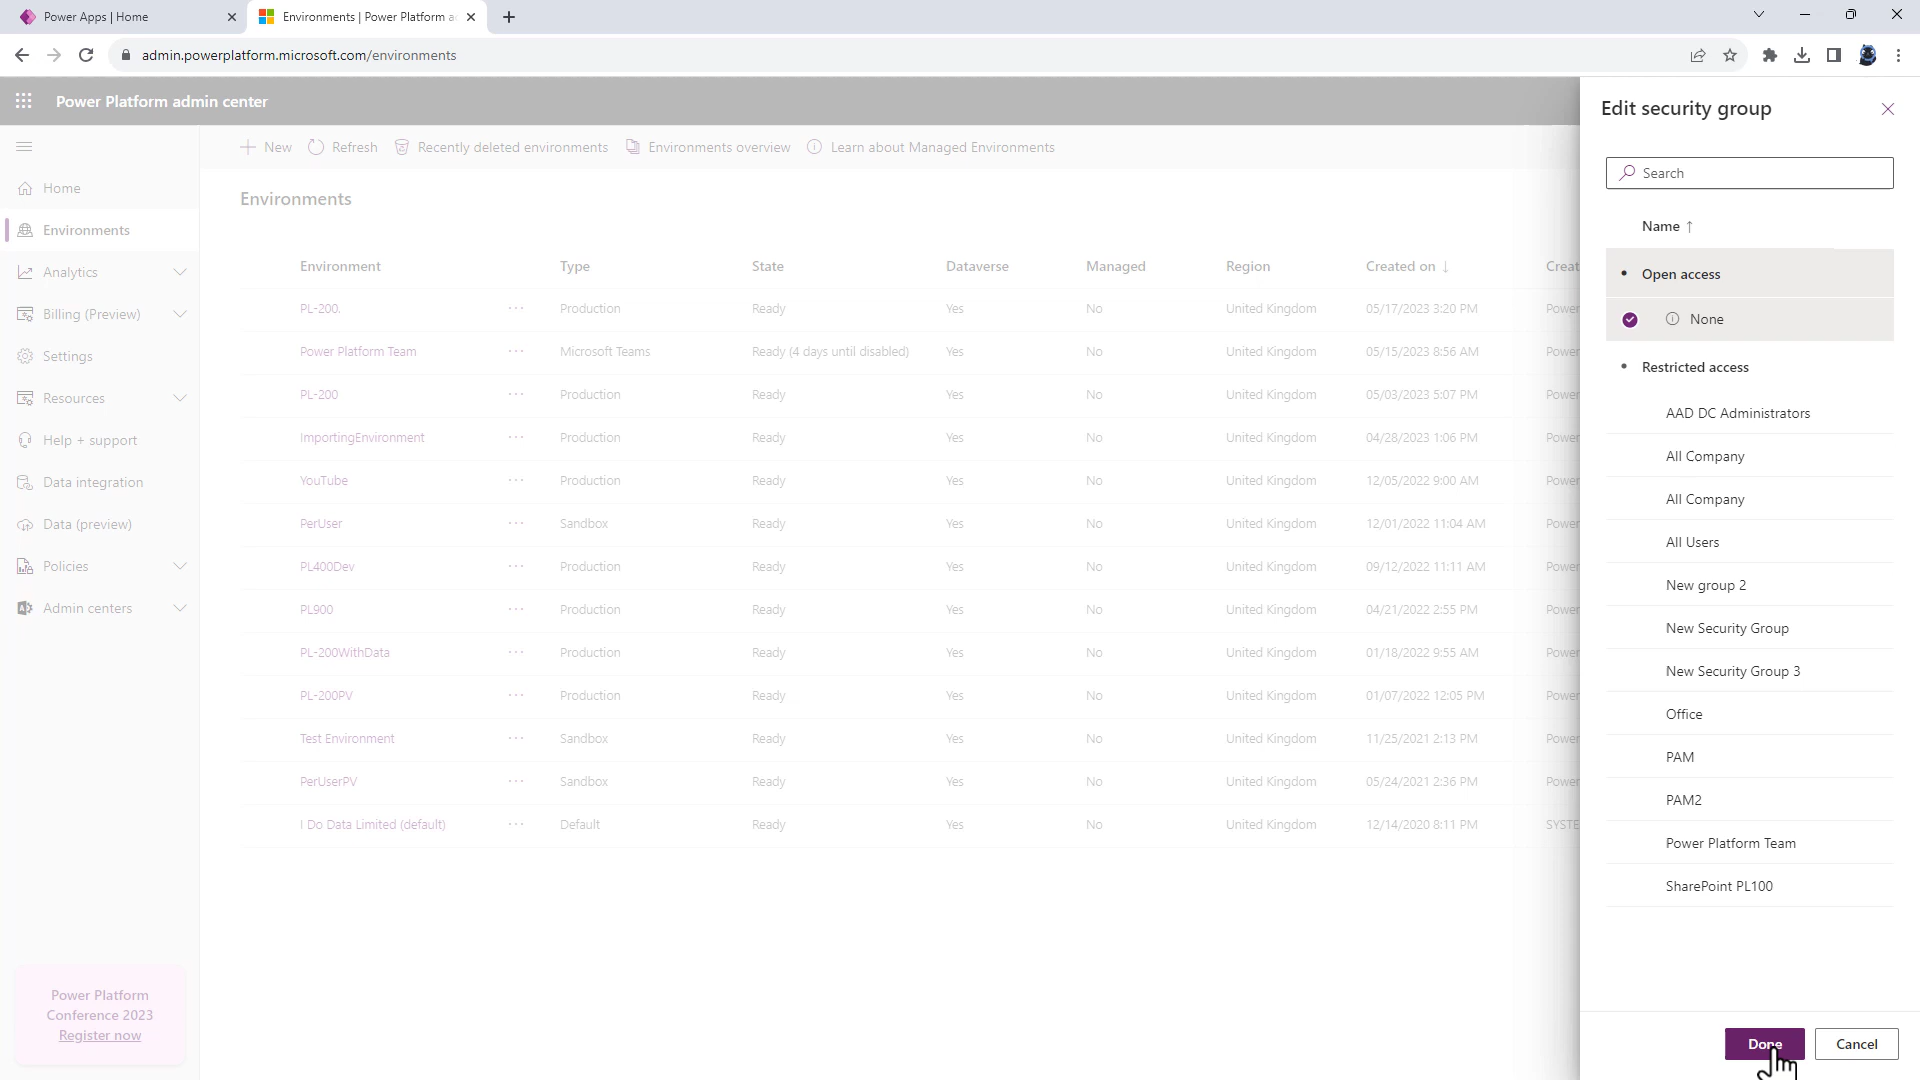 Power Apps | Home
Environments | Power Platform a
admin.powerplatform.microsoft.com/environments
Power Platform admin center
New
Refresh
Recently deleted environments
Environments overview
Learn about Managed Environments
Home
Environments
Analytics
Billing (Preview)
Settings
Resources
Help + support
Data integration
Data (preview)
Policies
Admin centers
Power Platform
Conference 2023
Register now
Environments
Environment Type State Dataverse Managed Region Created on ↓ Creat
PL-200. ··· Production Ready Yes No United Kingdom 05/17/2023 3:20 PM Power
Power Platform Team ··· Microsoft Teams Ready (4 days until disabled) Yes No United Kingdom 05/15/2023 8:56 AM Power
PL-200 ··· Production Ready Yes No United Kingdom 05/03/2023 5:07 PM Power
ImportingEnvironment ··· Production Ready Yes No United Kingdom 04/28/2023 1:06 PM Power
YouTube ··· Production Ready Yes No United Kingdom 12/05/2022 9:00 AM Power
PerUser ··· Sandbox Ready Yes No United Kingdom 12/01/2022 11:04 AM Power
PL400Dev ··· Production Ready Yes No United Kingdom 09/12/2022 11:11 AM Power
PL900 ··· Production Ready Yes No United Kingdom 04/21/2022 2:55 PM Power
PL-200WithData ··· Production Ready Yes No United Kingdom 01/18/2022 9:55 AM Power
PL-200PV ··· Production Ready Yes No United Kingdom 01/07/2022 12:05 PM Power
Test Environment ··· Sandbox Ready Yes No United Kingdom 11/25/2021 2:13 PM Power
PerUserPV ··· Sandbox Ready Yes No United Kingdom 05/24/2021 2:36 PM Power
I Do Data Limited (default) ··· Default Ready Yes No United Kingdom 12/14/2020 8:11 PM SYSTE
Edit security group
Search
Name ↑
• Open access
None
• Restricted access
AAD DC Administrators
All Company
All Company
All Users
New group 2
New Security Group
New Security Group 3
Office
PAM
PAM2
Power Platform Team
SharePoint PL100
Done
Cancel